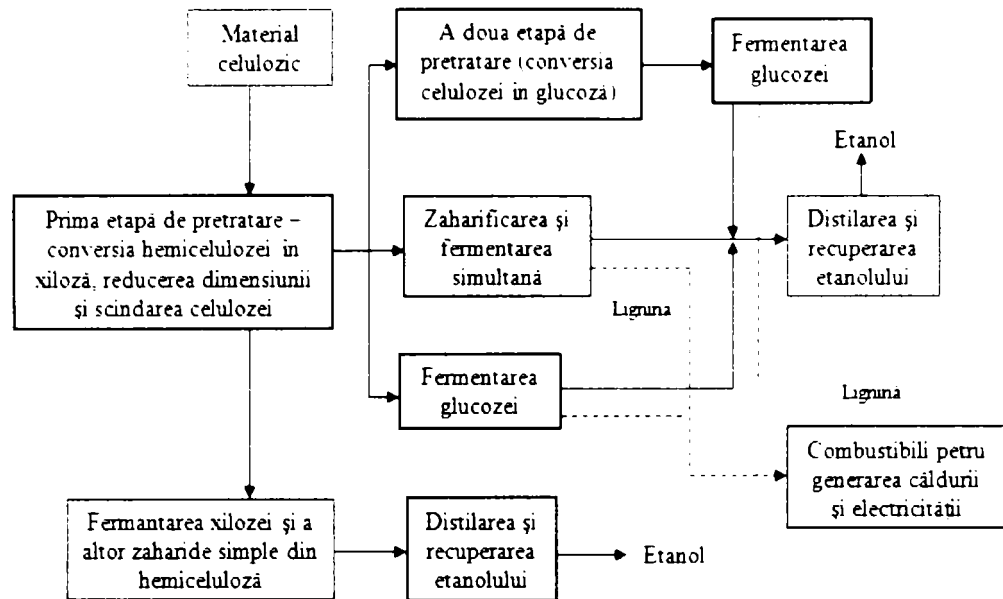 Material
celulozic
A doua etapă de
pretratare (conversia
celulozei in glucoză)
Fermentarea
glucozei
Etanol
Prima etapă de pretratare –
conversia hemicelulozei in
xiloză, reducerea dimensiunii
și scindarea celulozei
Zaharificarea și
fermentarea
simultană
Distilarea și
recuperarea
etanolului
Lignina
Fermentarea
glucozei
Lignină
Combustibili petru
generarea căldurii
și electricității
Fermantarea xilozei și a
altor zaharide simple din
hemiceluloză
Distilarea și
recuperarea
etanolului
Etanol